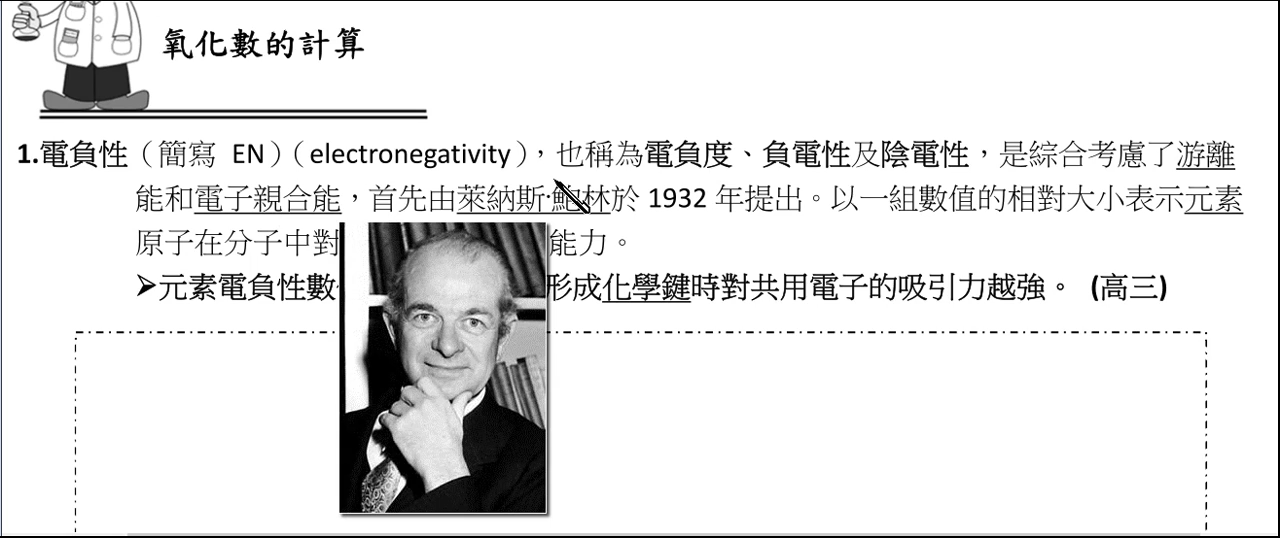 氧化數的計算
1.電負性（簡寫 EN）（electronegativity），也稱為電負度、負電性及陰電性，是綜合考慮了游離
能和電子親合能，首先由萊納斯·鮑林於 1932 年提出。以一組數值的相對大小表示元素
原子在分子中對 能力。
➢元素電負性數 形成化學鍵時對共用電子的吸引力越強。 (高三)